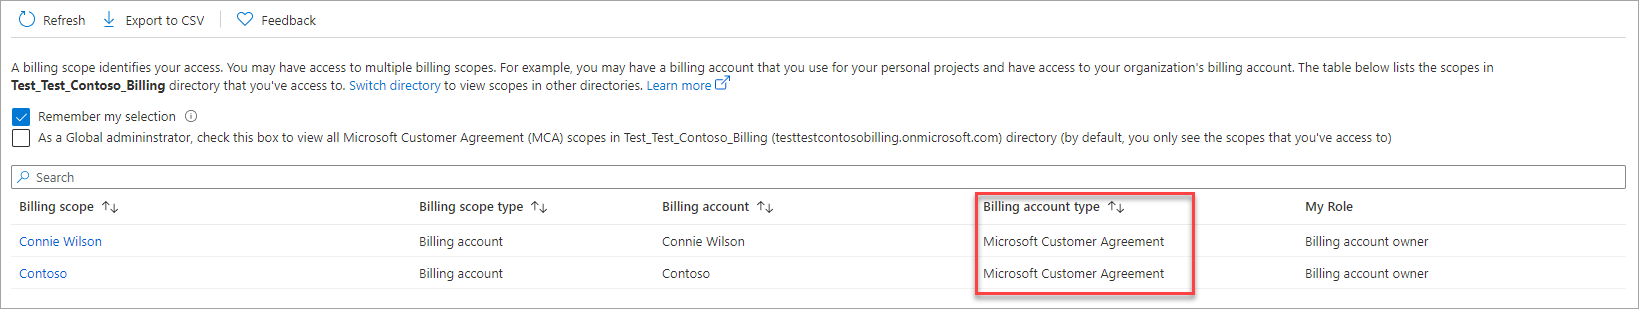 Refresh Export to CSV Feedback
A billing scope identifies your access. You may have access to multiple billing scopes. For example, you may have a billing account that you use for your personal projects and have access to your organization's billing account. The table below lists the scopes in
Test_Test_Contoso_Billing directory that you've access to. Switch directory to view scopes in other directories. Learn more
Remember my selection
As a Global admininstrator, check this box to view all Microsoft Customer Agreement (MCA) scopes in Test_Test_Contoso_Billing (testtestcontosobilling.onmicrosoft.com) directory (by default, you only see the scopes that you've access to)
Search
Billing scope Billing scope type Billing account Billing account type My Role
Connie Wilson Billing account Connie Wilson Microsoft Customer Agreement Billing account owner
Contoso Billing account Contoso Microsoft Customer Agreement Billing account owner